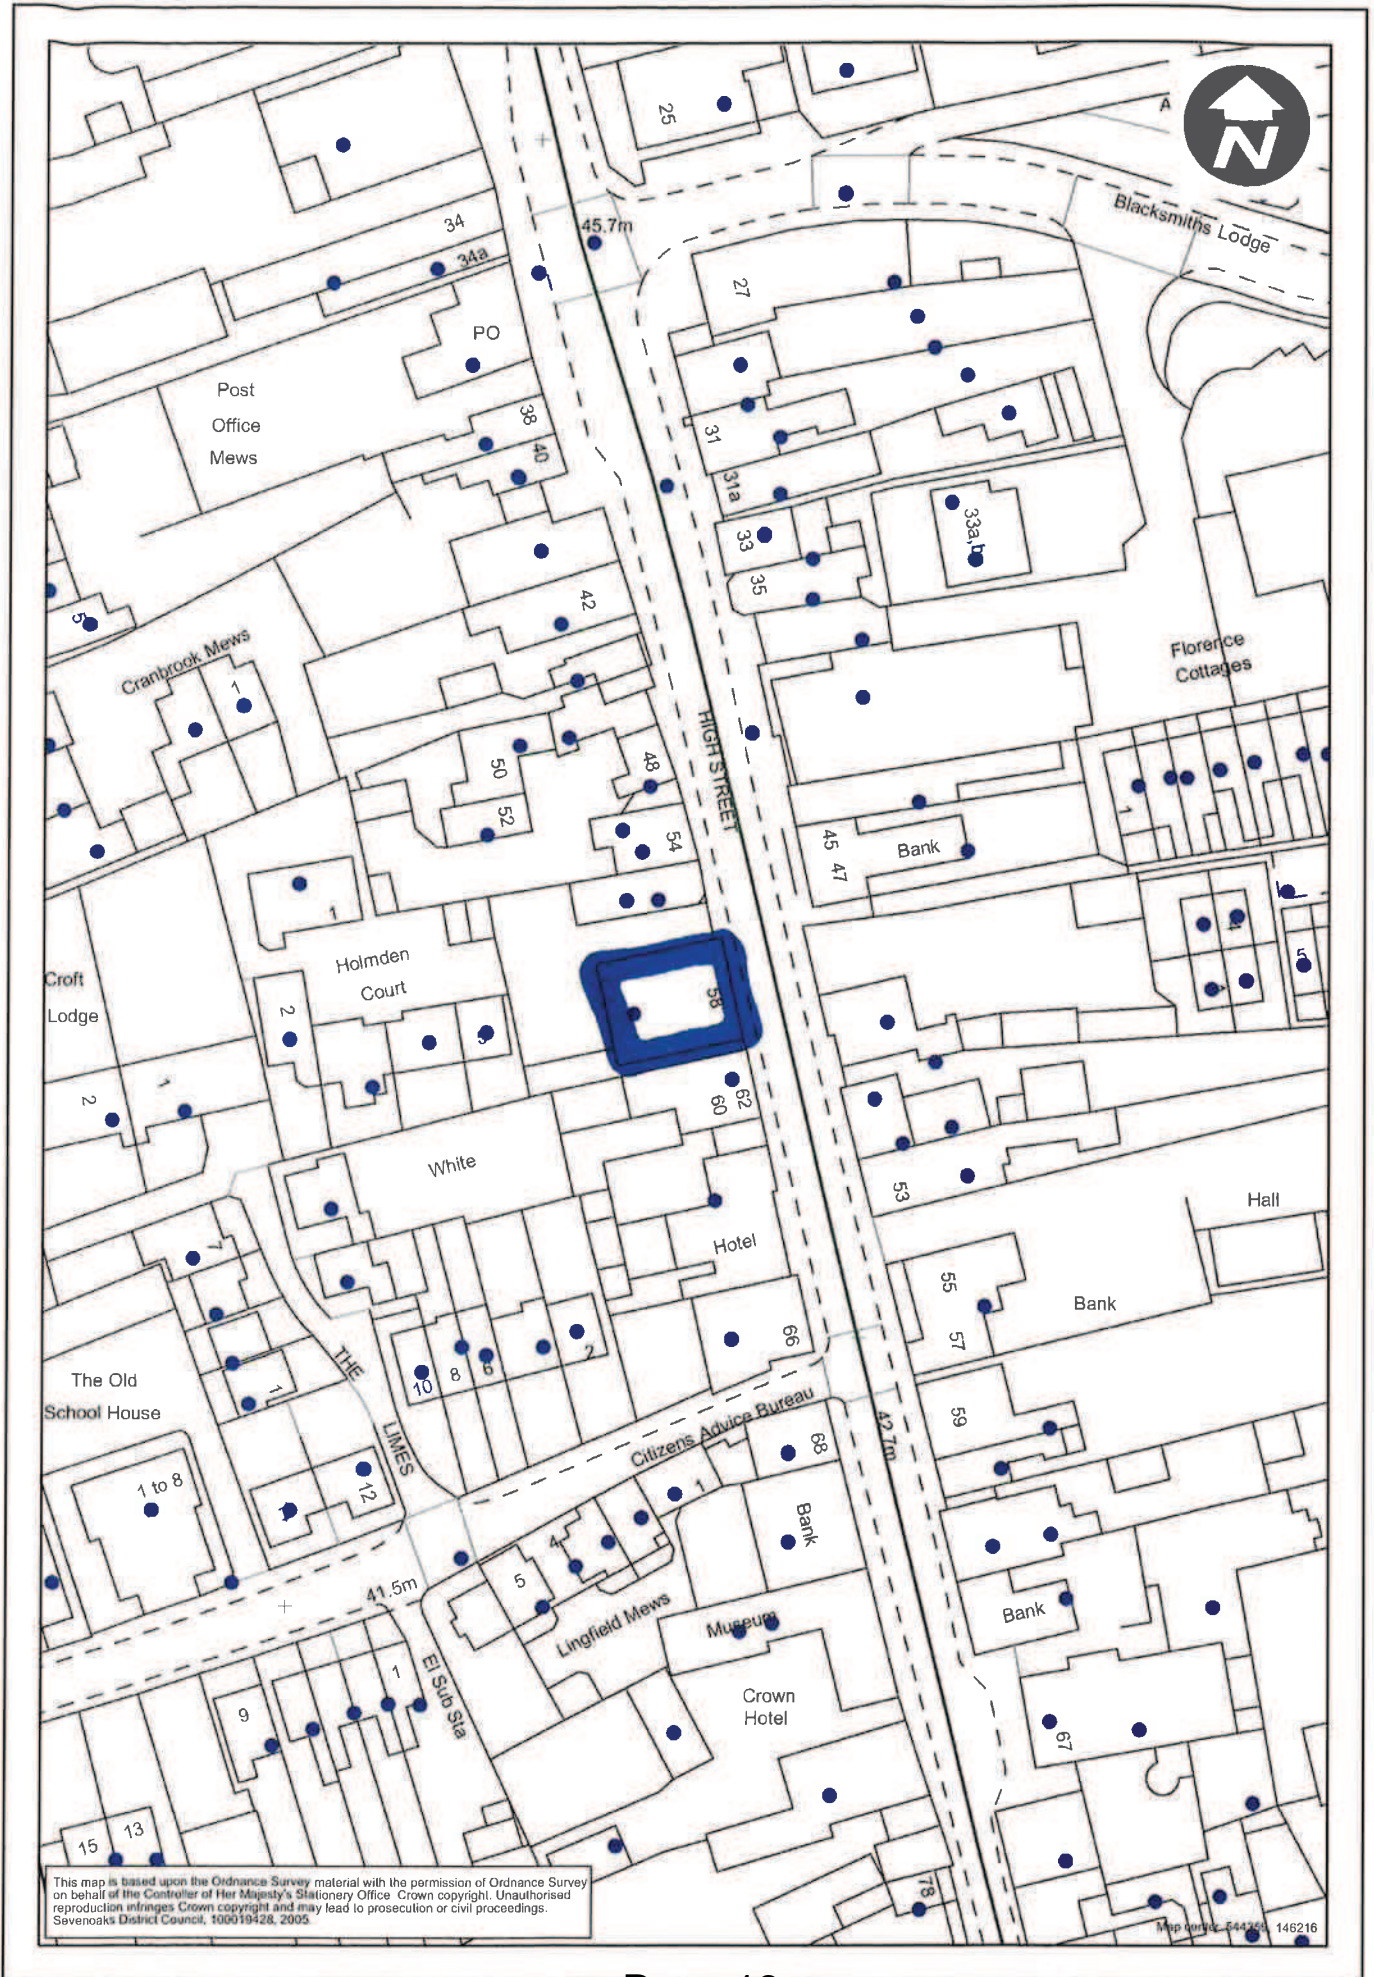 25
A
N
45.7m
Blacksmiths Lodge
34
34a
27
PO
Post
Office
Mews
38
40
31
31a
33
33a,b
35
42
5
Cranbrook Mews
1
Florence
Cottages
HIGH STREET
50
48
52
54
45
47
Bank
1
1
4
5
Holmden
Court
Croft
Lodge
2
58
2
1
62
60
White
53
Hall
Hotel
7
55
57
Bank
66
2
THE
LIMES
10
8
6
The Old
School House
1
Citizens Advice Bureau
42.7m
59
68
1 to 8
12
1
Bank
4
5
41.5m
Lingfield Mews
Museum
Bank
El Sub Sta
1
9
Crown
Hotel
67
15
13
78
This map is based upon the Ordnance Survey material with the permission of Ordnance Survey
on behalf of the Controller of Her Majesty's Stationery Office Crown copyright. Unauthorised
reproduction infringes Crown copyright and may lead to prosecution or civil proceedings.
Sevenoaks District Council, 100019428, 2005.
Map center 146216